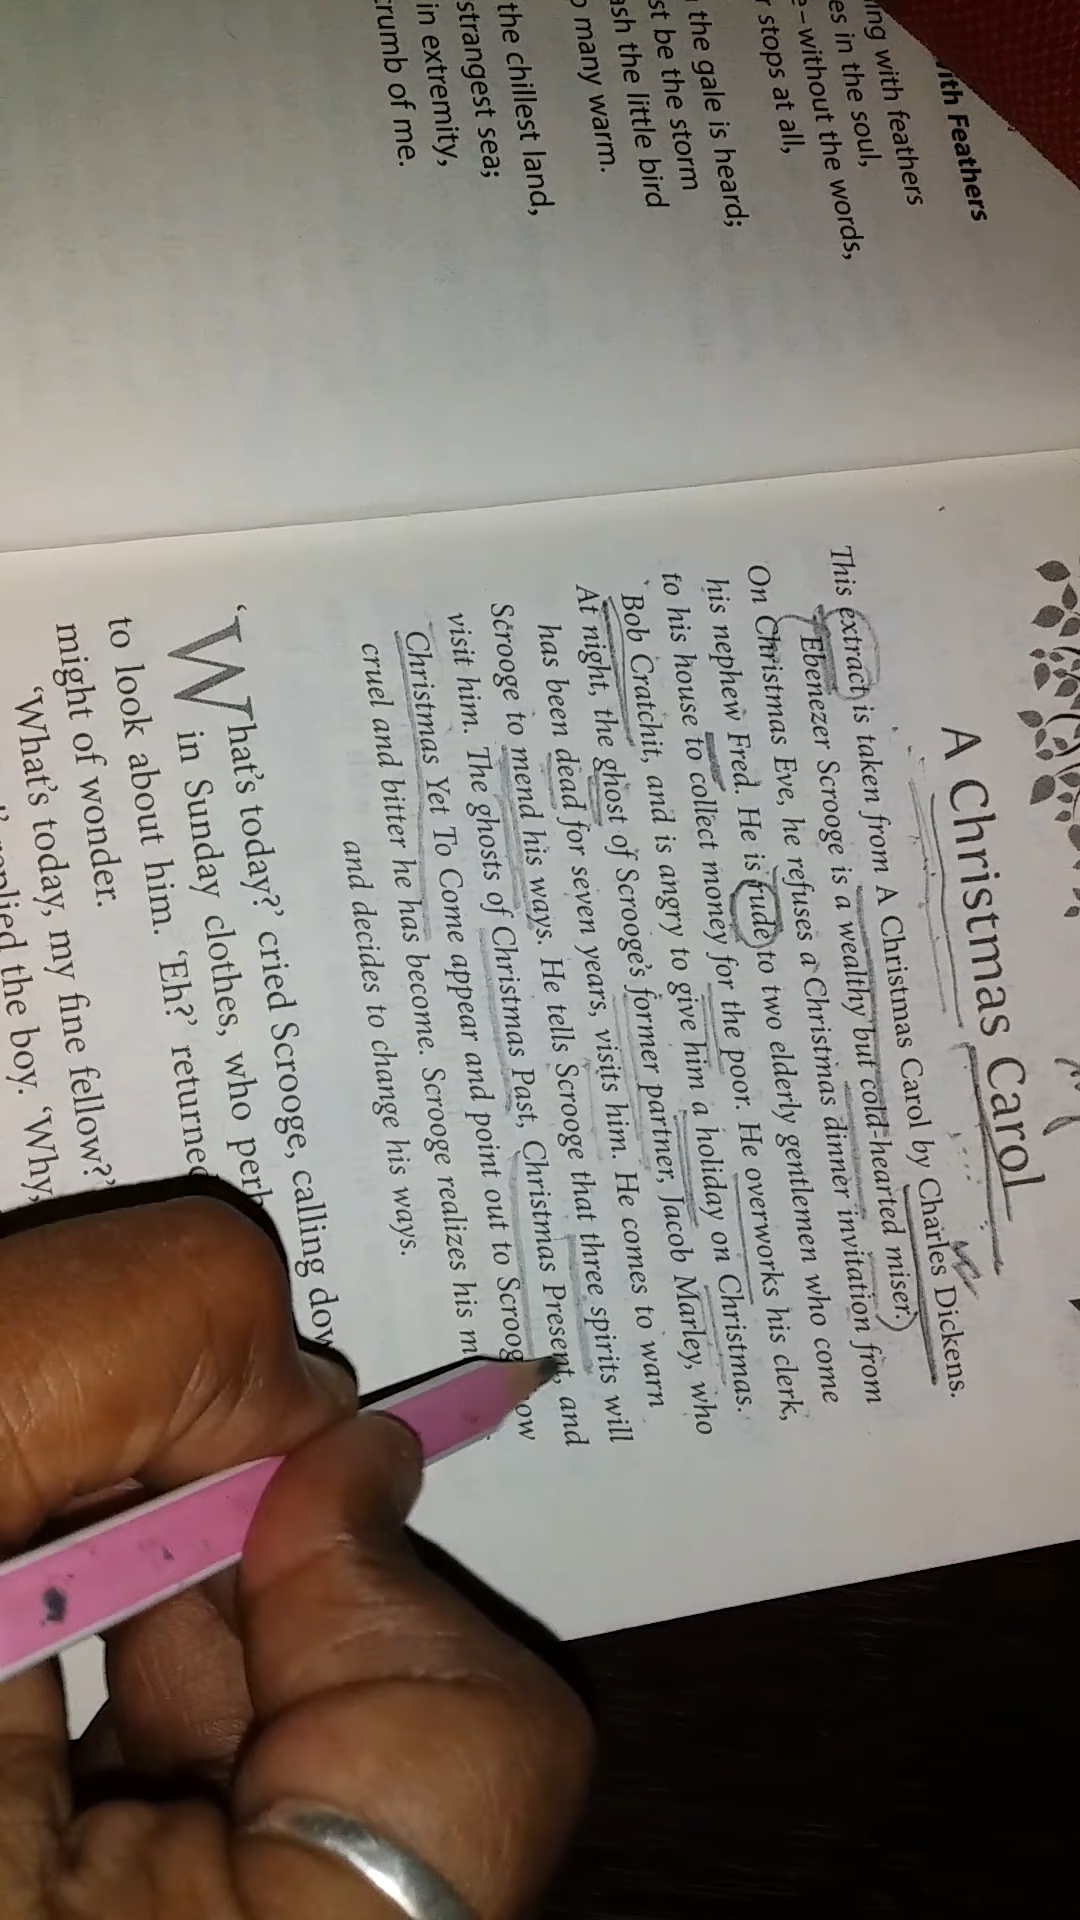 ith Feathers
ing with feathers
es in the soul,
e – without the words,
r stops at all,
the gale is heard;
st be the storm
ash the little bird
o many warm.
the chillest land,
strangest sea;
in extremity,
crumb of me.
A Christmas Carol
This extract is taken from A Christmas Carol by Charles Dickens.
Ebenezer Scrooge is a wealthy but cold-hearted miser.
On Christmas Eve, he refuses a Christmas dinner invitation from
his nephew Fred. He is rude to two elderly gentlemen who come
to his house to collect money for the poor. He overworks his clerk,
Bob Cratchit, and is angry to give him a holiday on Christmas.
At night, the ghost of Scrooge's former partner, Jacob Marley, who
has been dead for seven years, visits him. He comes to warn
Scrooge to mend his ways. He tells Scrooge that three spirits will
visit him. The ghosts of Christmas Past, Christmas Present, and
Christmas Yet To Come appear and point out to Scroog ow
cruel and bitter he has become. Scrooge realizes his m
and decides to change his ways.
‘What's today?’ cried Scrooge, calling dow
in Sunday clothes, who perh
to look about him. ‘Eh?’ returned
might of wonder.
‘What's today, my fine fellow?’
replied the boy. ‘Why,